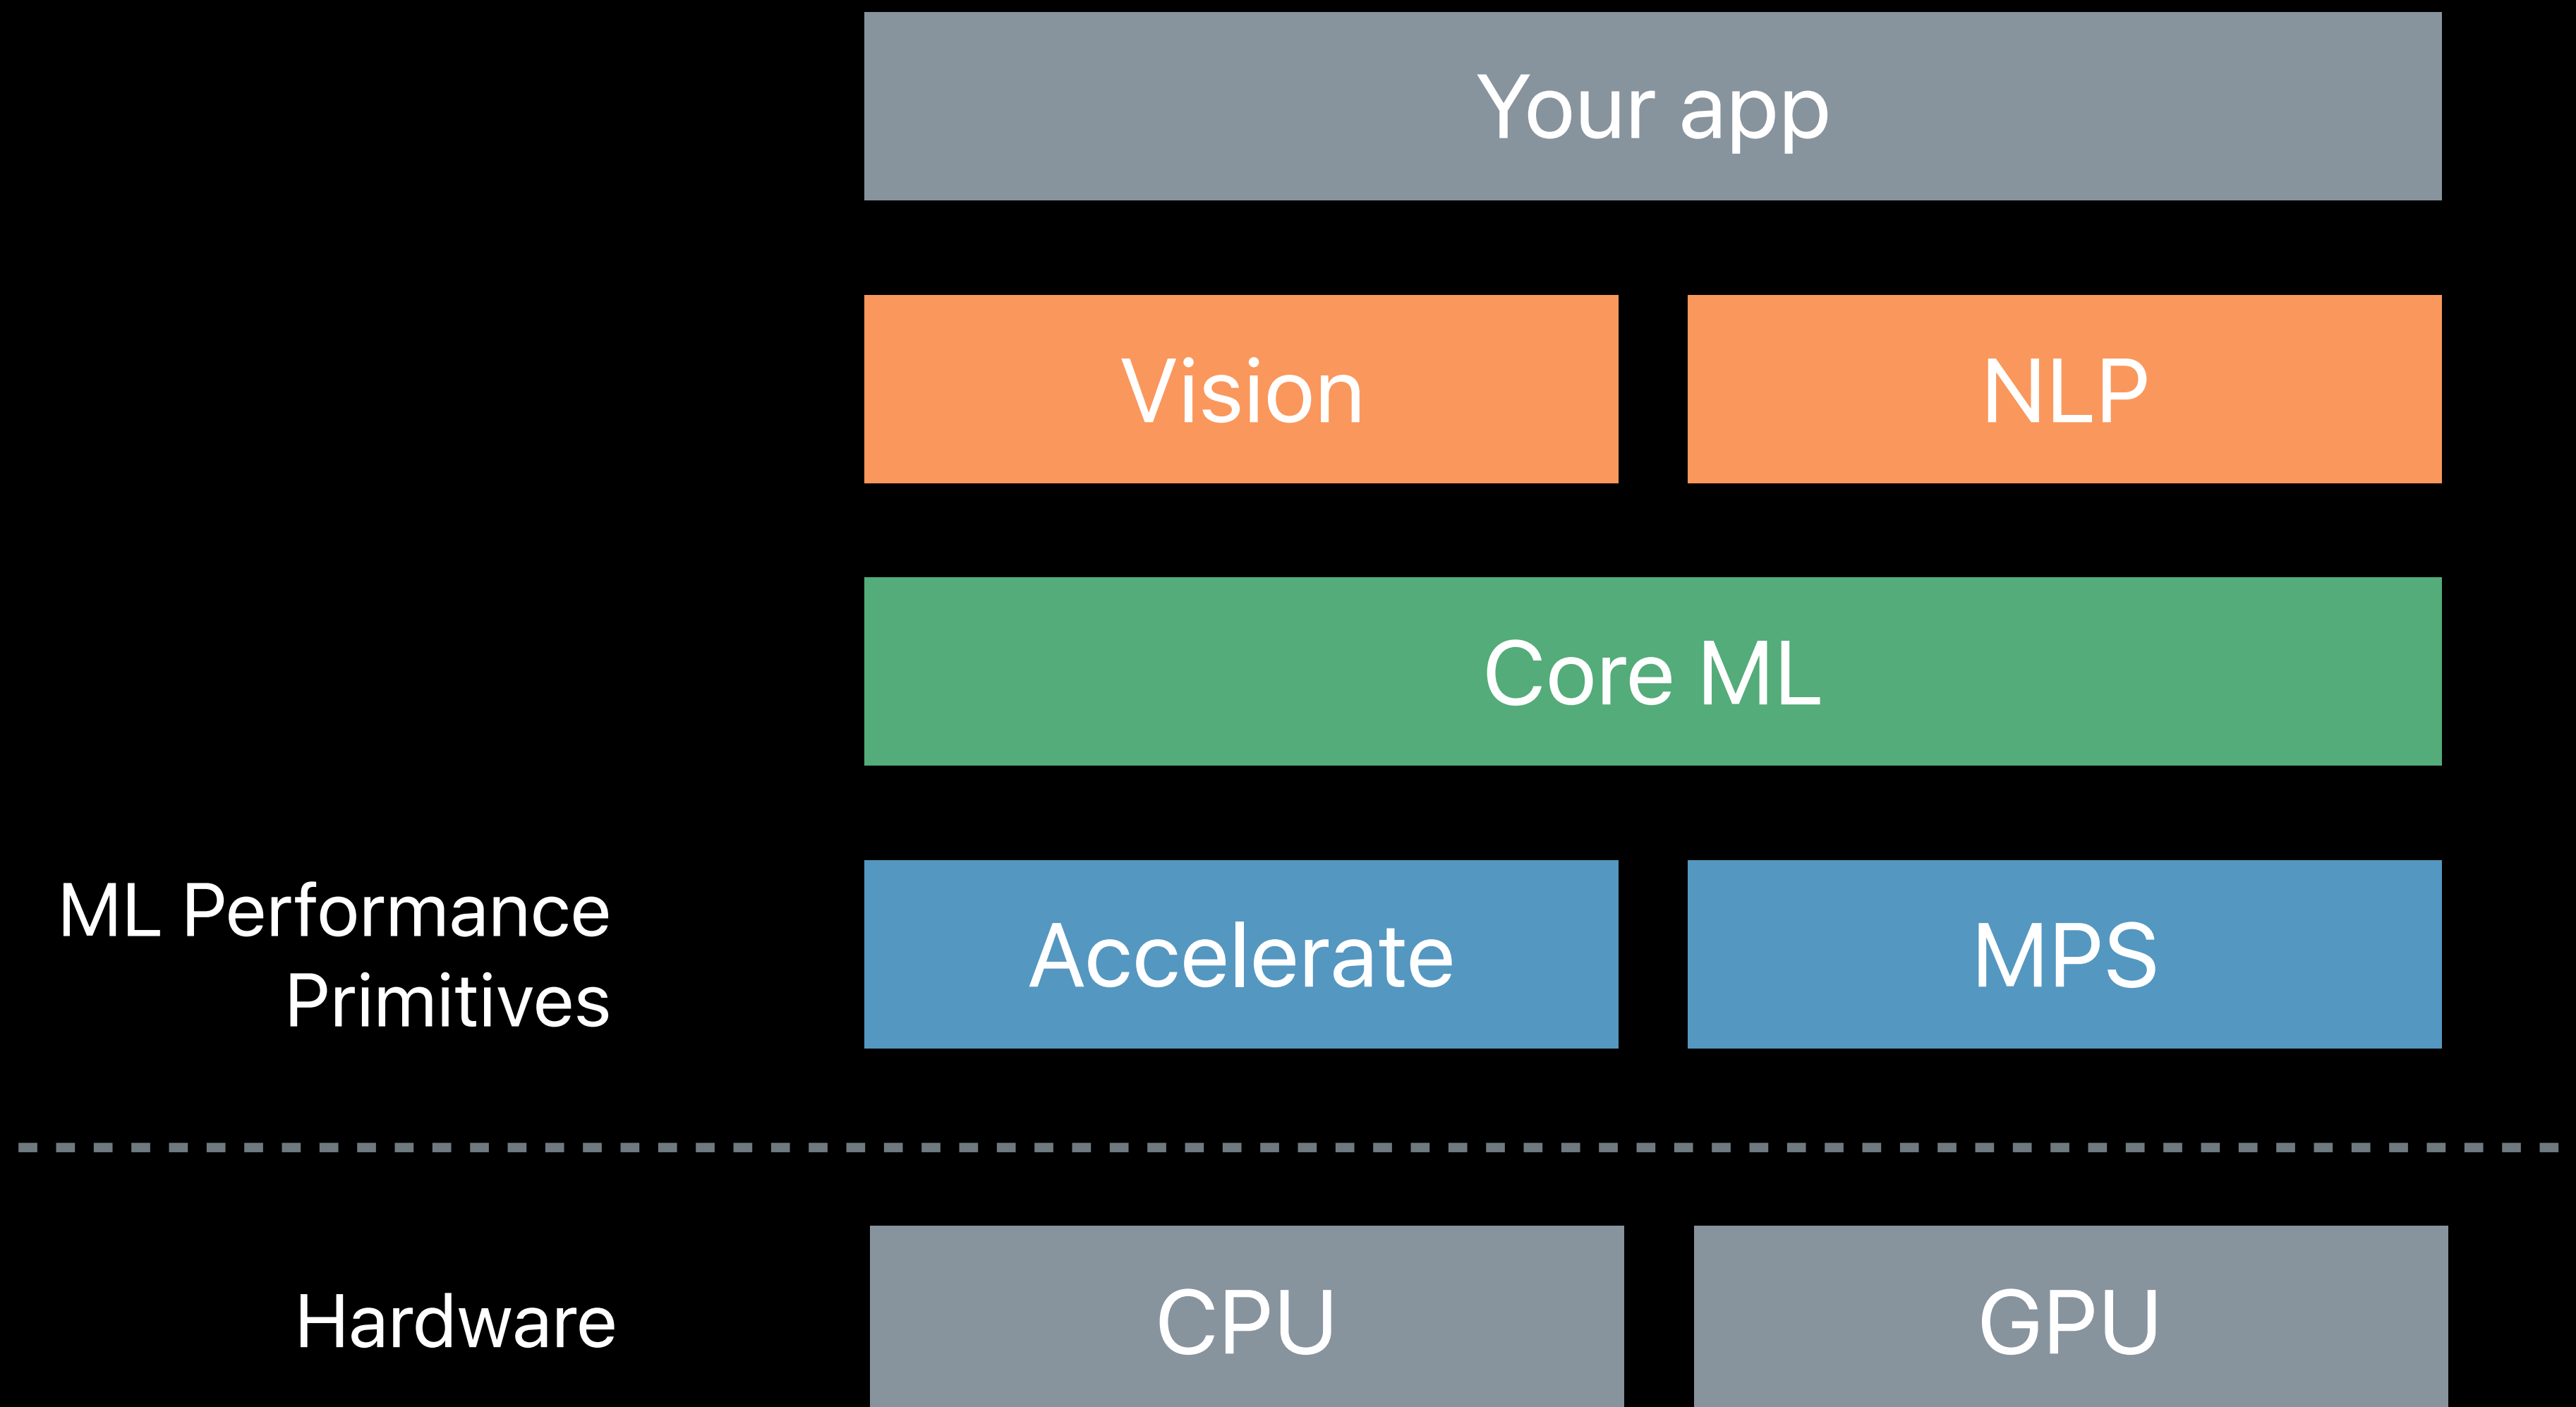 Your app
Vision
NLP
Core ML
ML Performance
Primitives
Accelerate
MPS
Hardware
CPU
GPU